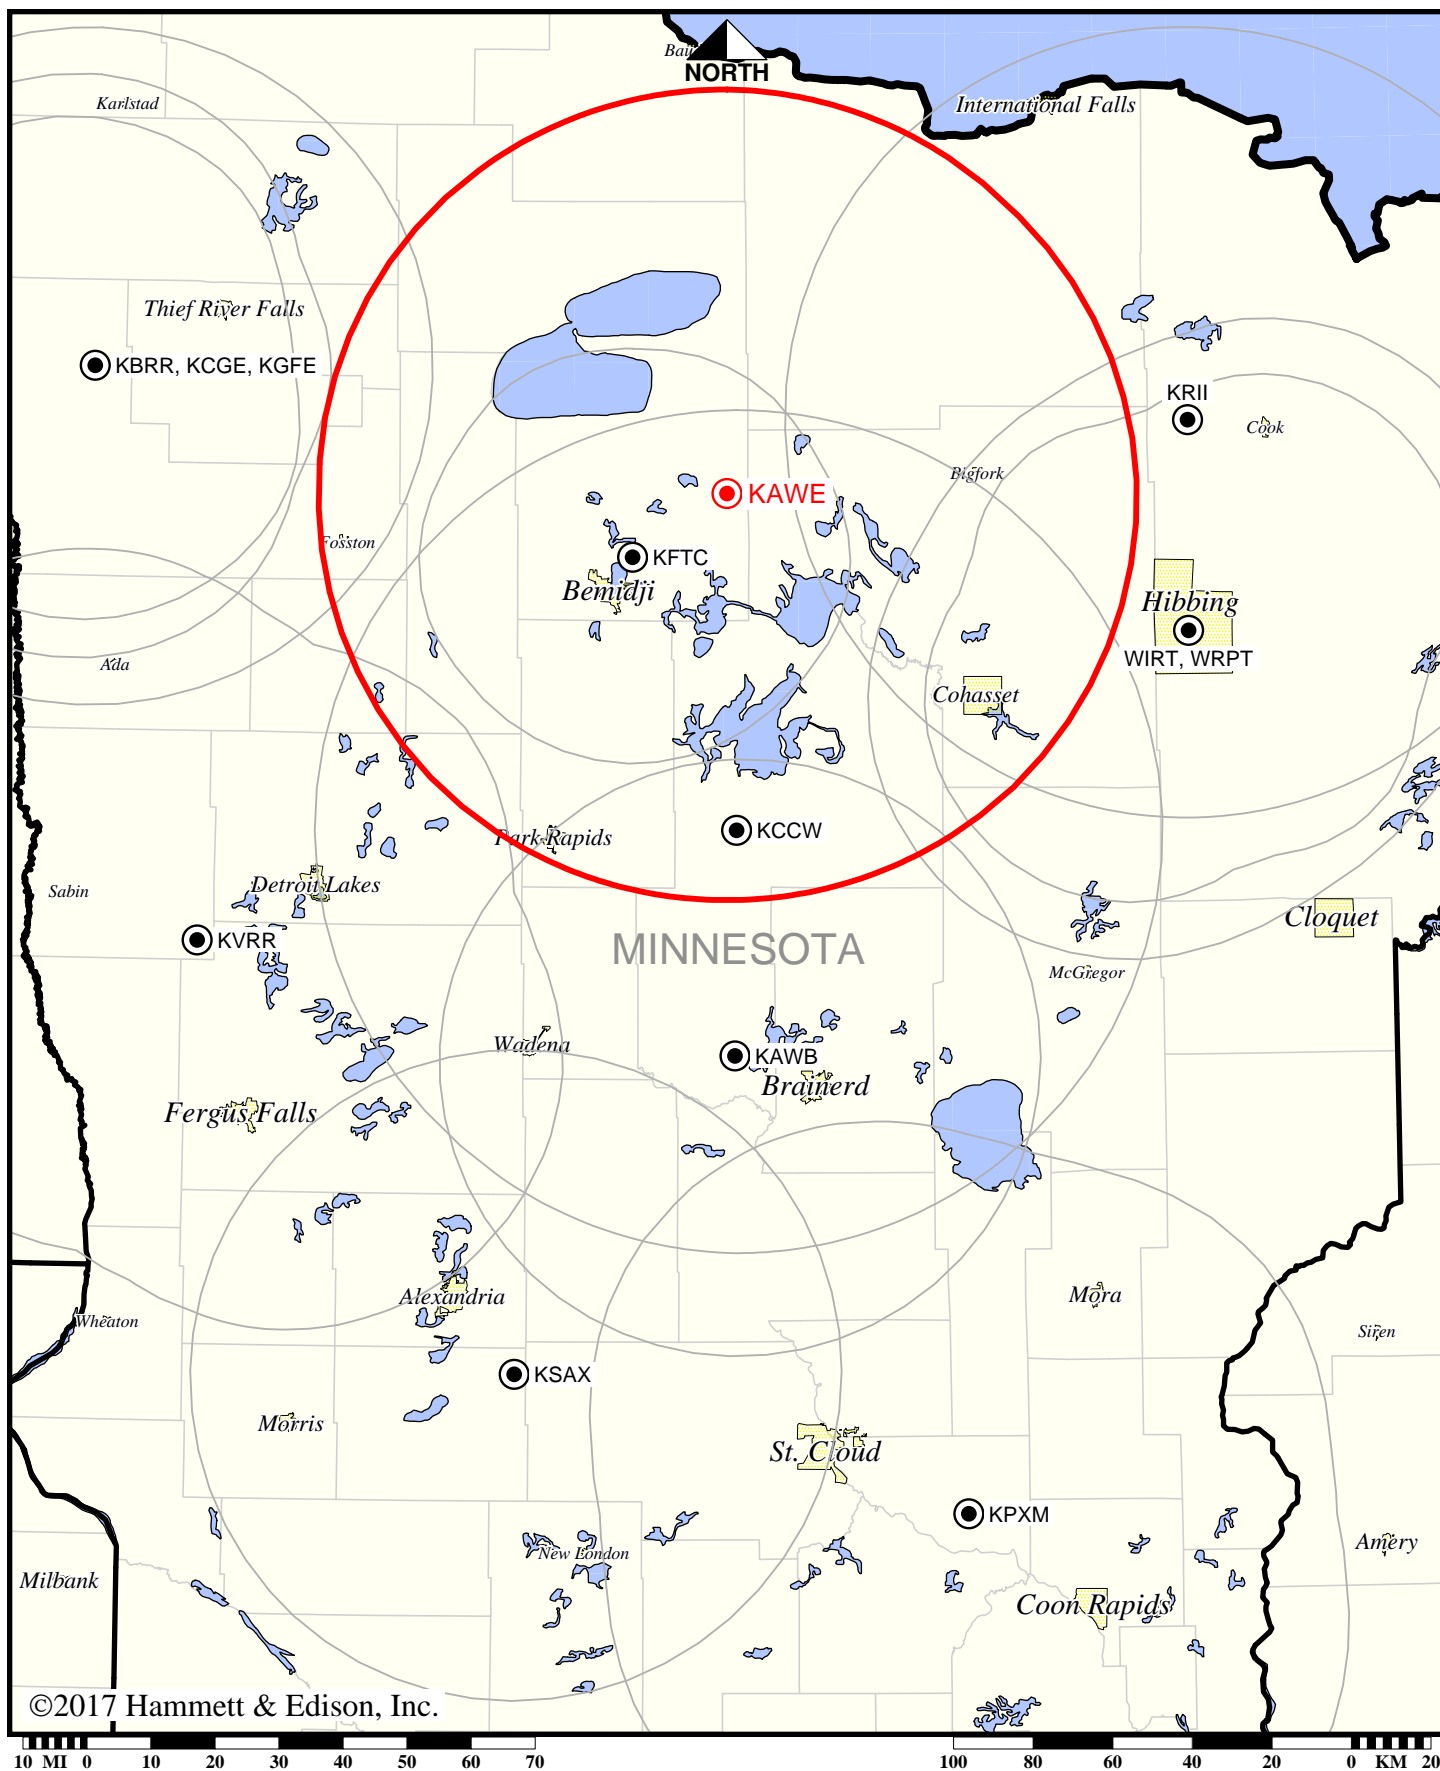 Bau
NORTH
Karlstad
International Falls
Thief River Falls
KBRR, KCGE, KGFE
KRII
Cook
Bigfork
KAWE
Fosston
KFTC
Bemidji
Hibbing
WIRT, WRPT
Ada
Cohasset
KCCW
Park Rapids
Detroit Lakes
Sabin
Cloquet
KVRR
MINNESOTA
McGregor
Wadena
KAWB
Brainerd
Fergus Falls
Alexandria
Mora
Wheaton
Siren
KSAX
Morris
St. Cloud
KPXM
New London
Amery
Milbank
Coon Rapids
©2017 Hammett & Edison, Inc.
10 MI 0 10 20 30 40 50 60 70 100 80 60 40 20 0 KM 20